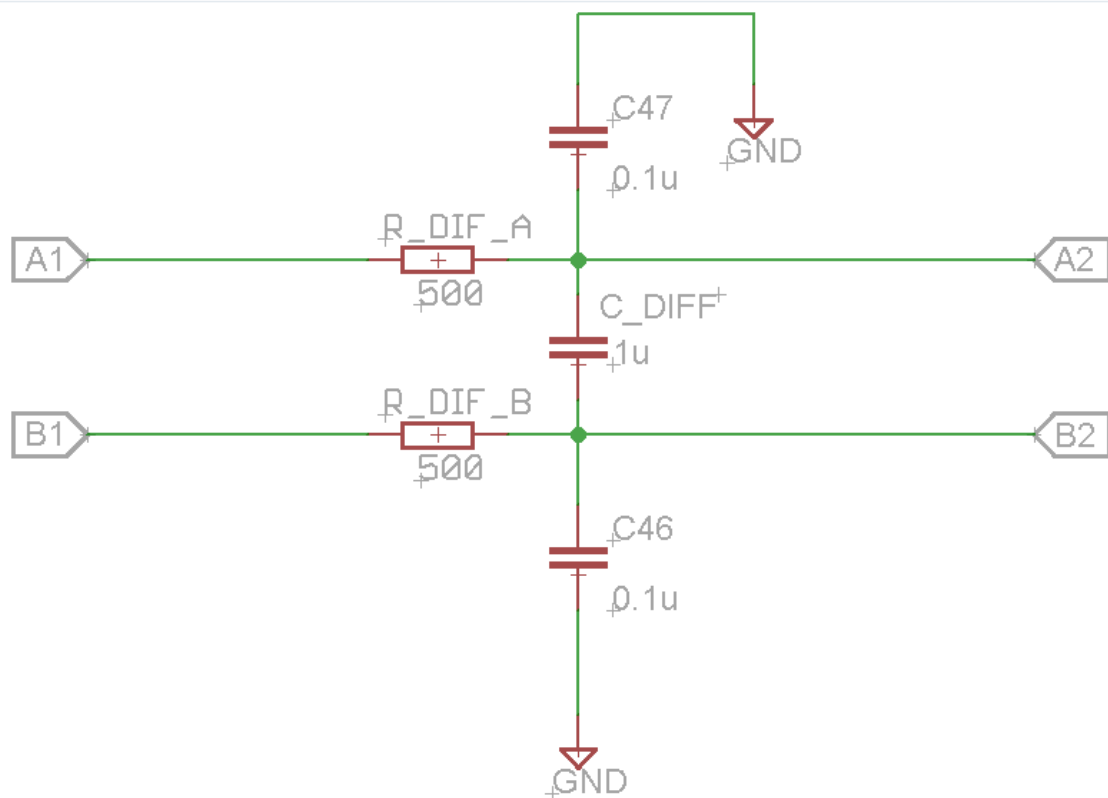 C47
GND
0.1u
R_DIF_A
A1
A2
500
C_DIFF
1u
R_DIF_B
B1
B2
500
C46
0.1u
GND